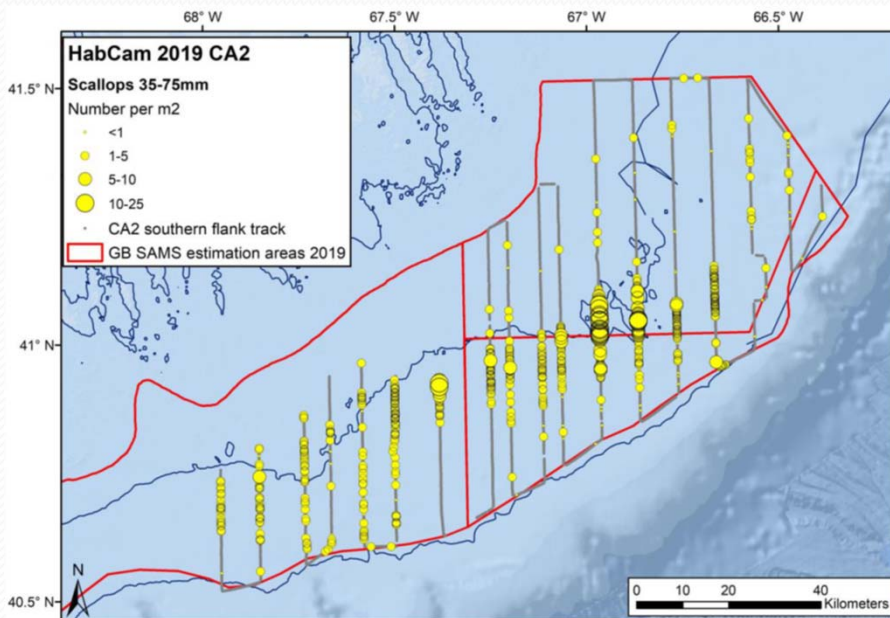 68° W 67.5° W 67° W 66.5° W
HabCam 2019 CA2
Scallops 35-75mm
Number per m2
<1
1-5
5-10
10-25
CA2 southern flank track
GB SAMS estimation areas 2019
41.5° N
41° N
40.5° N
N
0 10 20 40
Kilometers